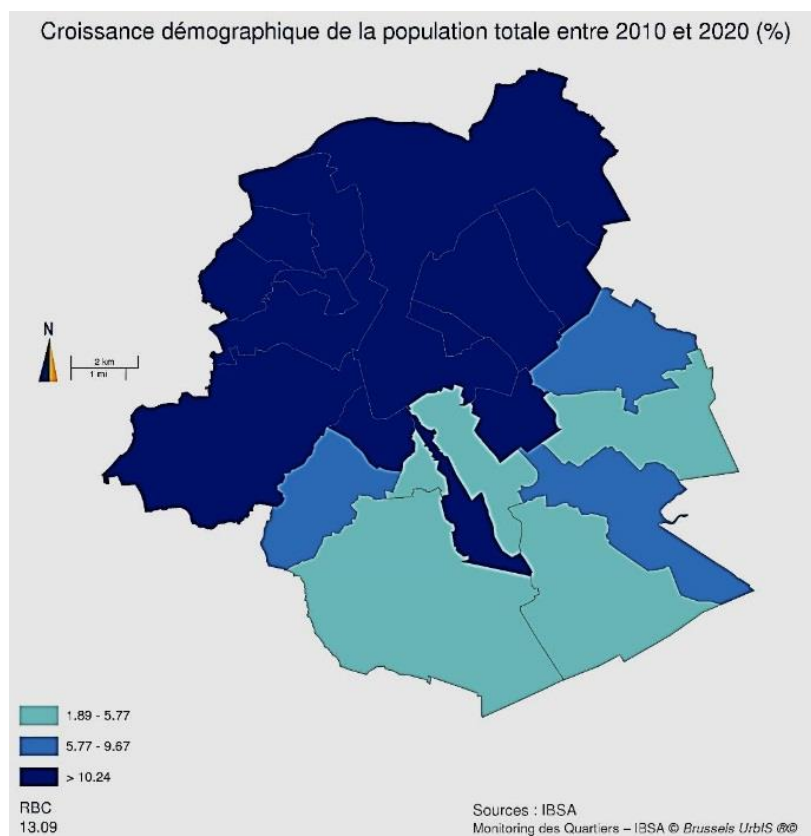 Croissance démographique de la population totale entre 2010 et 2020 (%)
N
2 km
1 mi
1.89 - 5.77
5.77 - 9.67
> 10.24
RBC
13.09
Sources : IBSA
Monitoring des Quartiers – IBSA © Brussels UrbIS ®©